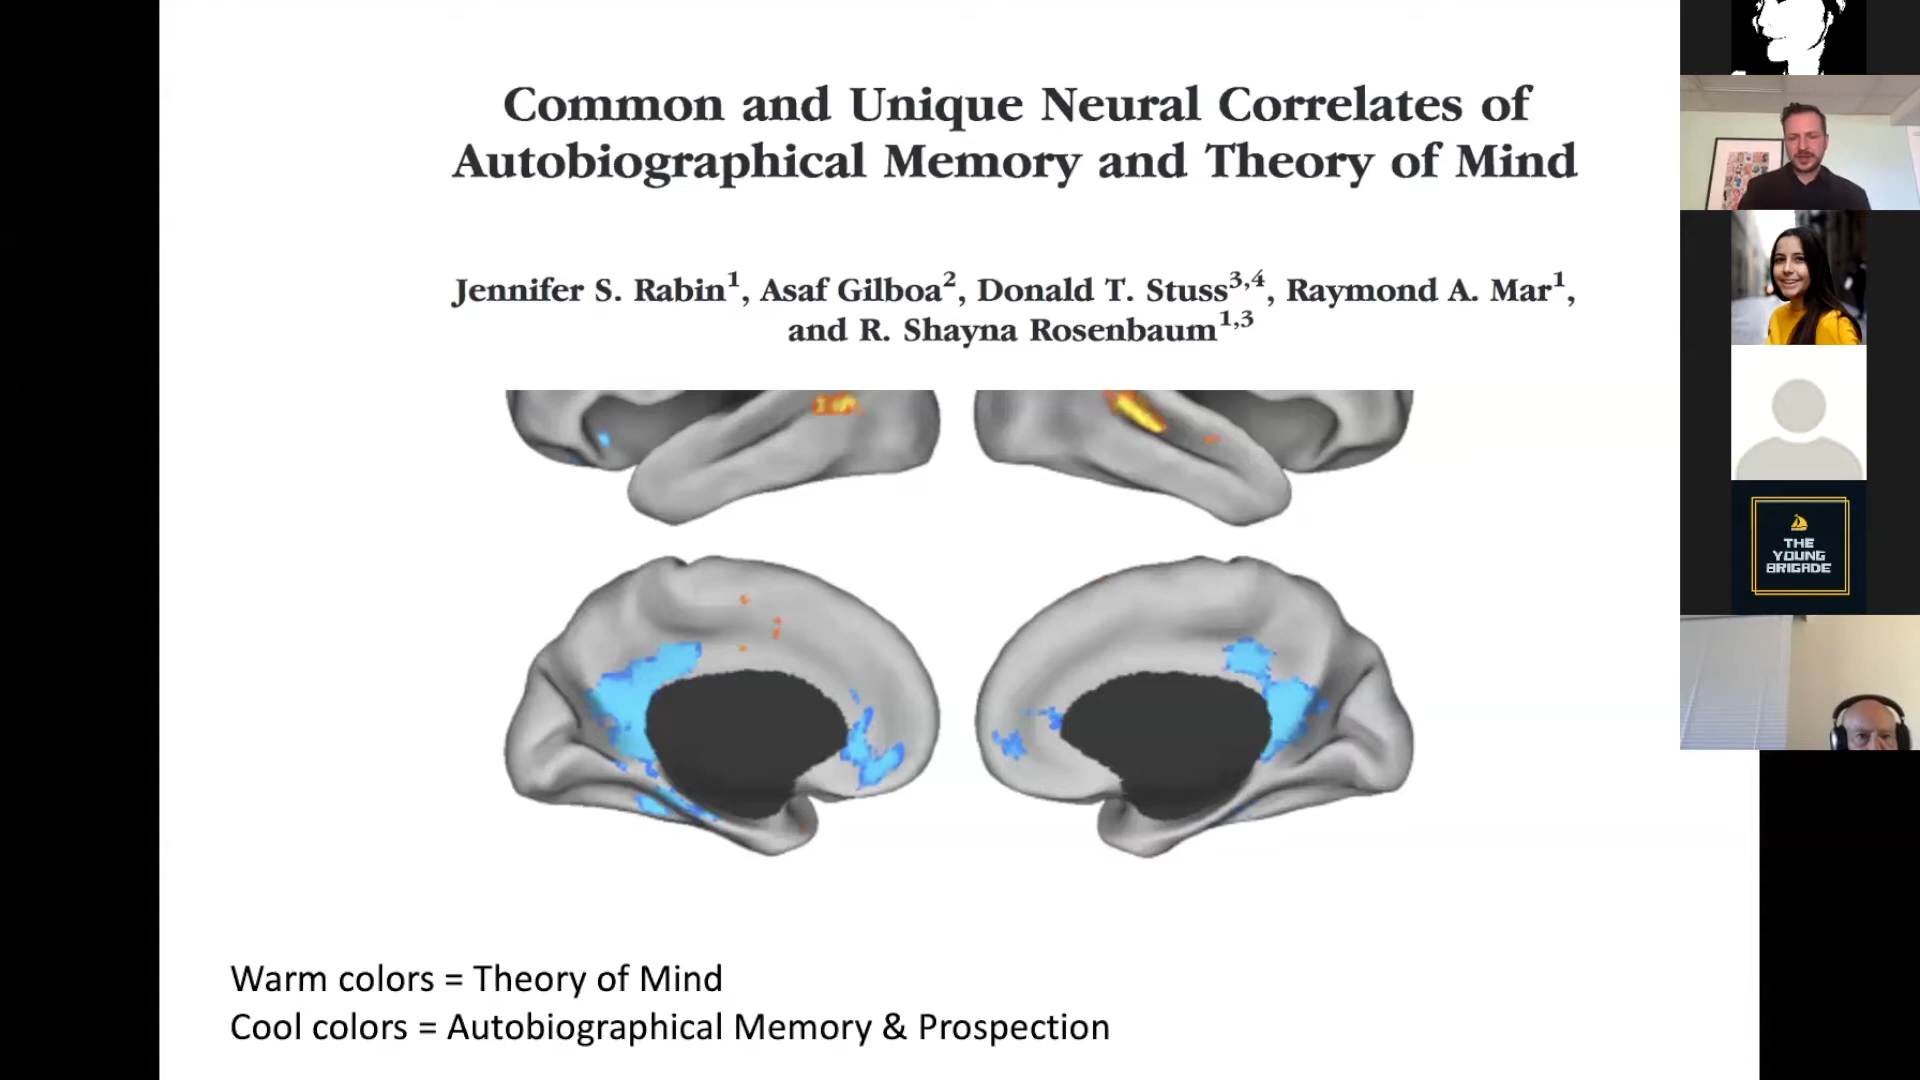 Common and Unique Neural Correlates of
Autobiographical Memory and Theory of Mind
Jennifer S. Rabin1, Asaf Gilboa2, Donald T. Stuss3,4, Raymond A. Mar1,
and R. Shayna Rosenbaum1,3
THE
YOUNG
BRIGADE
Warm colors = Theory of Mind
Cool colors = Autobiographical Memory & Prospection